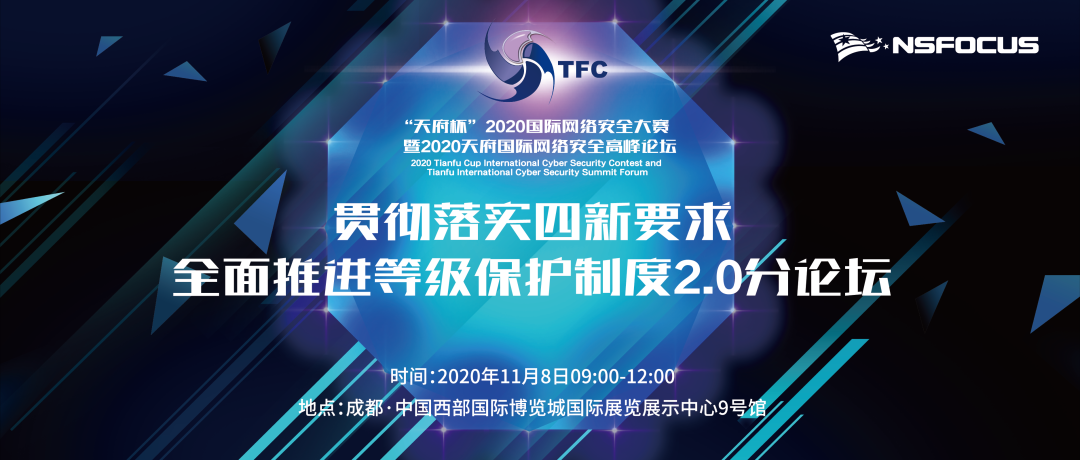 NSFOCUS
TFC
“天府杯”2020国际网络安全大赛
暨2020天府国际网络安全高峰论坛
2020 Tianfu Cup International Cyber Security Contest and
Tianfu International Cyber Security Summit Forum
贯彻落实四新要求
全面推进等级保护制度2.0分论坛
时间:2020年11月8日09:00-12:00
地点:成都·中国西部国际博览城国际展览展示中心9号馆